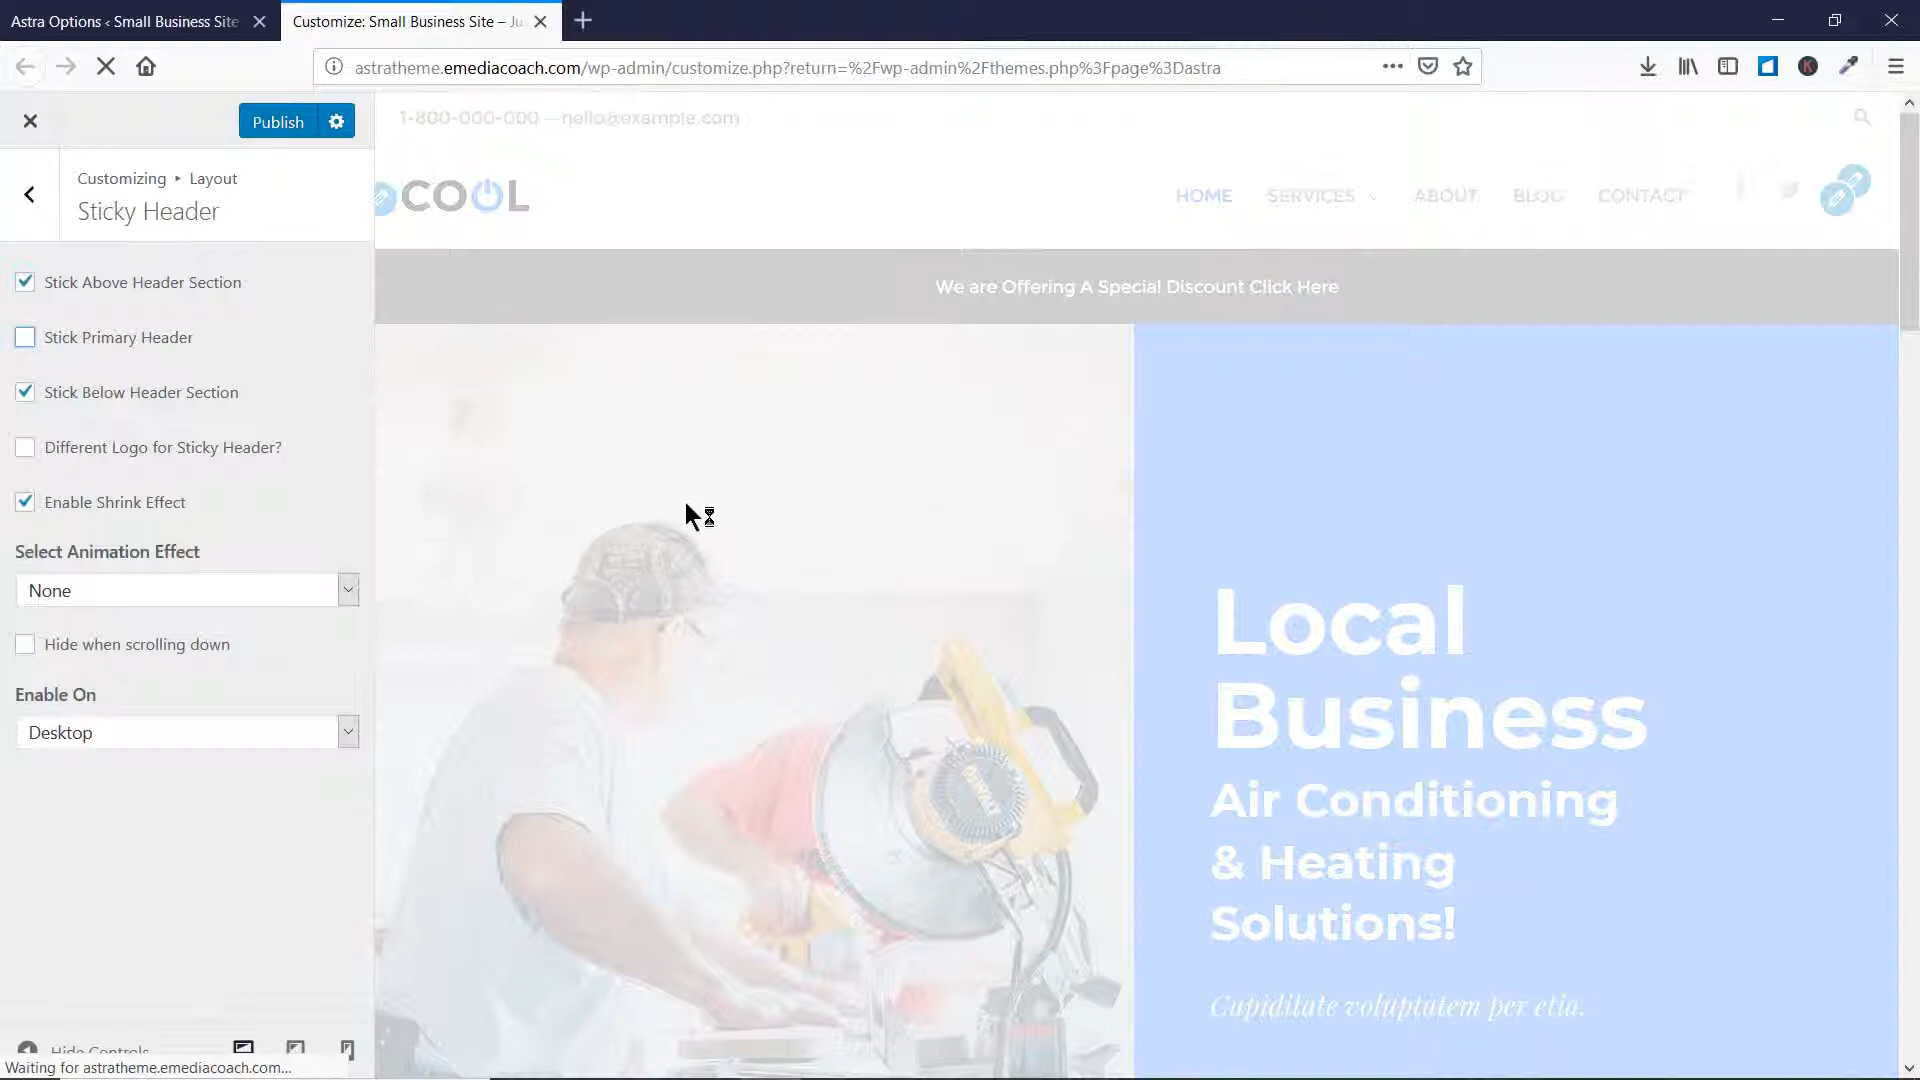 Astra Options ‹ Small Business Site
Customize: Small Business Site – Ju
astratheme.emediacoach.com/wp-admin/customize.php?return=%2Fwp-admin%2Fthemes.php%3Fpage%3Dastra
Publish
Customizing ▸ Layout
Sticky Header
Stick Above Header Section
Stick Primary Header
Stick Below Header Section
Different Logo for Sticky Header?
Enable Shrink Effect
Select Animation Effect
None
Hide when scrolling down
Enable On
Desktop
Hide Controls
Waiting for astratheme.emediacoach.com...
1-800-000-000 — hello@example.com
COOL
HOME SERVICES ABOUT BLOG CONTACT
We are Offering A Special Discount Click Here
Local
Business
Air Conditioning
& Heating
Solutions!
Cupiditate voluptatem per etia.